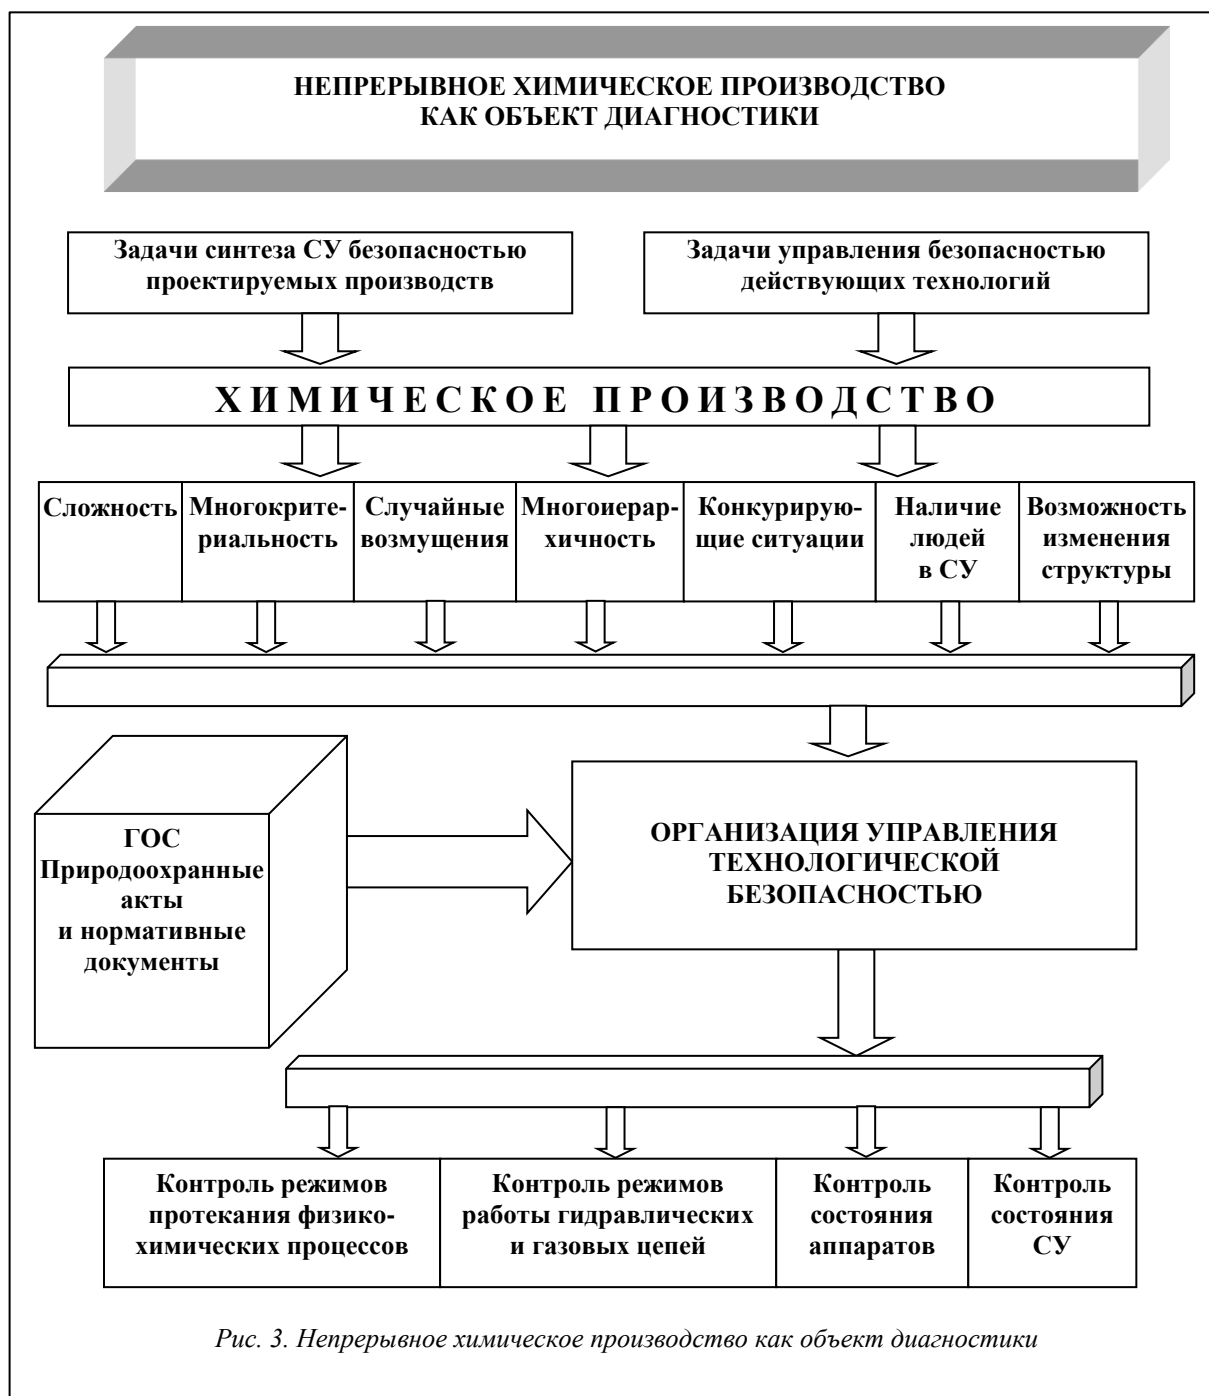 НЕПРЕРЫВНОЕ ХИМИЧЕСКОЕ ПРОИЗВОДСТВО
КАК ОБЪЕКТ ДИАГНОСТИКИ
Задачи синтеза СУ безопасностью
проектируемых производств
Задачи управления безопасностью
действующих технологий
Х И М И Ч Е С К О Е П Р О И З В О Д С Т В О
Сложность
Многокрите-
риальность
Случайные
возмущения
Многоиерар-
хичность
Конкурирую-
щие ситуации
Наличие
людей
в СУ
Возможность
изменения
структуры
ГОС
Природоохранные
акты
и нормативные
документы
ОРГАНИЗАЦИЯ УПРАВЛЕНИЯ
ТЕХНОЛОГИЧЕСКОЙ
БЕЗОПАСНОСТЬЮ
Контроль режимов
протекания физико-
химических процессов
Контроль режимов
работы гидравлических
и газовых цепей
Контроль
состояния
аппаратов
Контроль
состояния
СУ
Рис. 3. Непрерывное химическое производство как объект диагностики